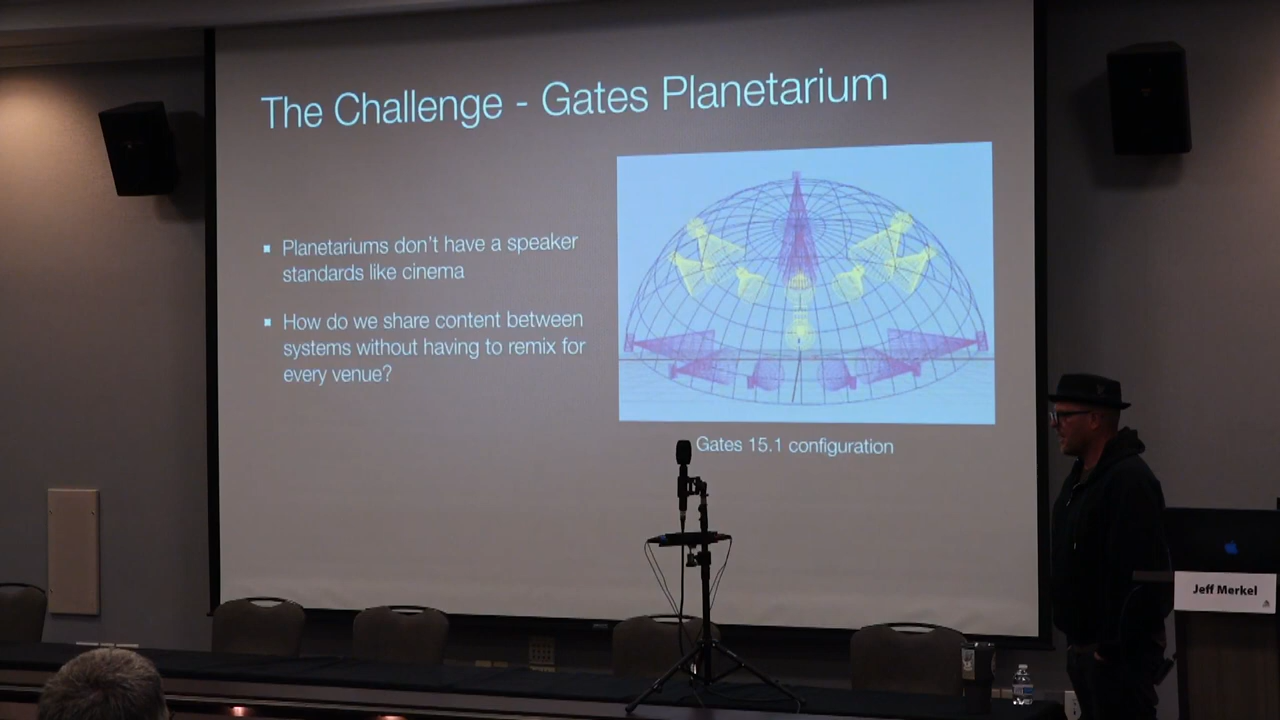 The Challenge - Gates Planetarium
Planetariums don't have a speaker
standards like cinema
How do we share content between
systems without having to remix for
every venue?
Gates 15.1 configuration
Jeff Merkel